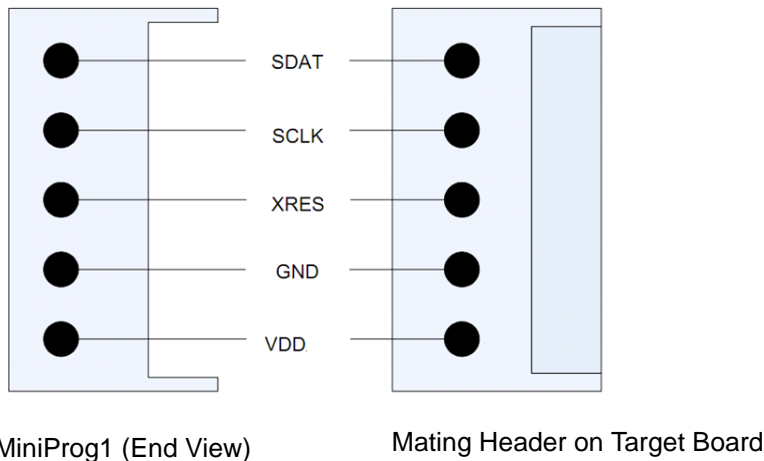 SDAT
SCLK
XRES
GND
VDD.
MiniProg1 (End View)
Mating Header on Target Board